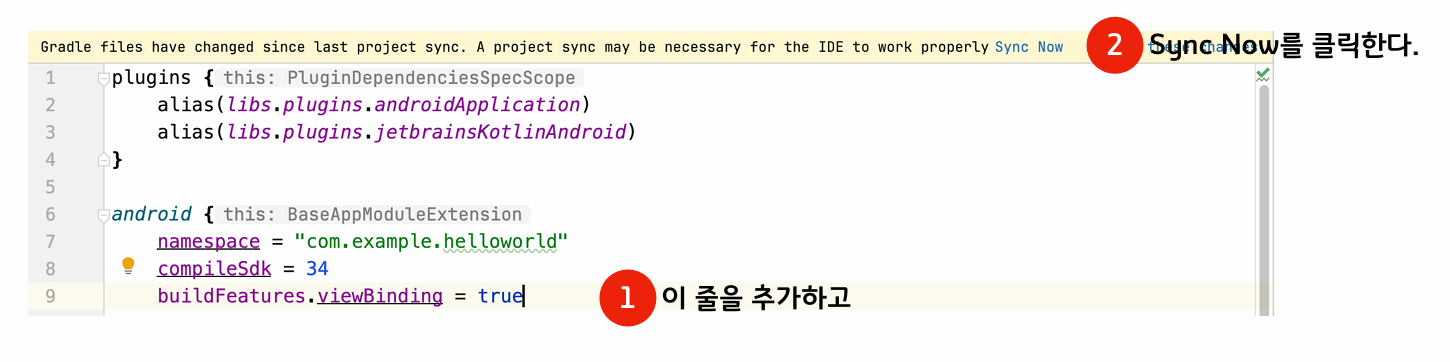 Gradle files have changed since last project sync. A project sync may be necessary for the IDE to work properly Sync Now
2 Sync Now를 클릭한다.
1 plugins { this: PluginDependenciesSpecScope
2 alias(libs.plugins.androidApplication)
3 alias(libs.plugins.jetbrainsKotlinAndroid)
4 }
5
6 android { this: BaseAppModuleExtension
7 namespace = "com.example.helloworld"
8 compileSdk = 34
9 buildFeatures.viewBinding = true
1 이 줄을 추가하고